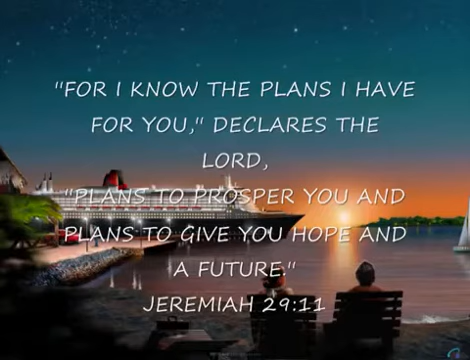 "FOR I KNOW THE PLANS I HAVE
FOR YOU," DECLARES THE
LORD,
"PLANS TO PROSPER YOU AND
PLANS TO GIVE YOU HOPE AND
A FUTURE."
JEREMIAH 29:11